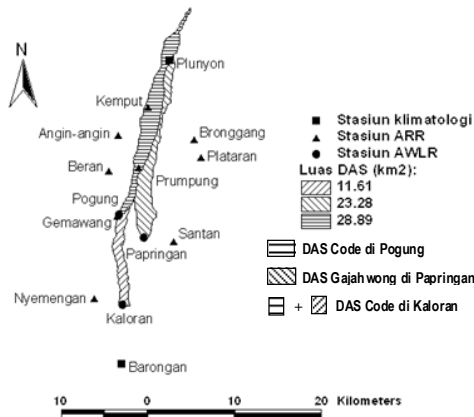 N
Plunyon
Kemput
Angin-angin
Bronggang
Plataran
Beran
Prumpung
Pogung
Gemawang
Santan
Papringan
Nyemengan
Kaloran
Barongan
Stasiun klimatologi
Stasiun ARR
Stasiun AWLR
Luas DAS (km2):
11.61
23.28
28.89
DAS Code di Pogung
DAS Gajahwong di Papringan
+ DAS Code di Kaloran
10 0 10 20 Kilometers